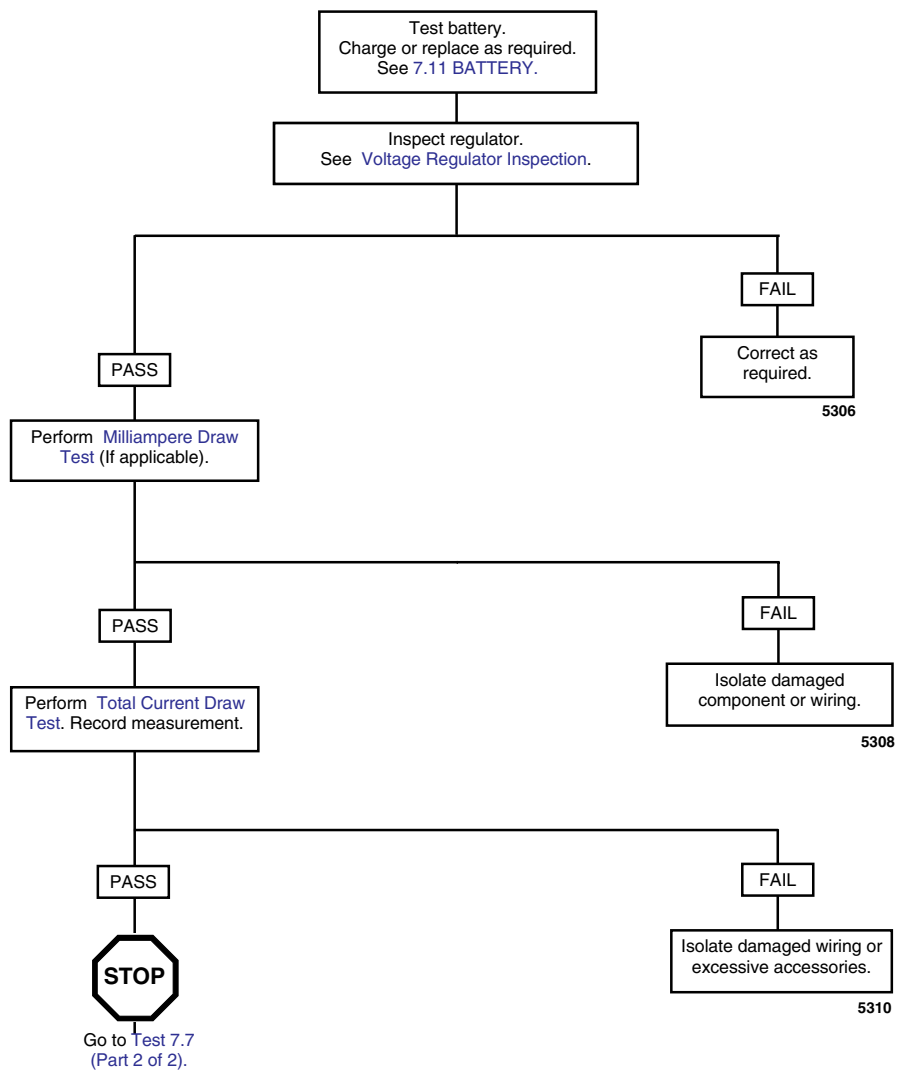 Test battery.
Charge or replace as required.
See 7.11 BATTERY.
Inspect regulator.
See Voltage Regulator Inspection.
FAIL
Correct as
required.
5306
PASS
Perform Milliampere Draw
Test (If applicable).
FAIL
Isolate damaged
component or wiring.
5308
PASS
Perform Total Current Draw
Test. Record measurement.
FAIL
Isolate damaged wiring or
excessive accessories.
5310
PASS
STOP
Go to Test 7.7
(Part 2 of 2).